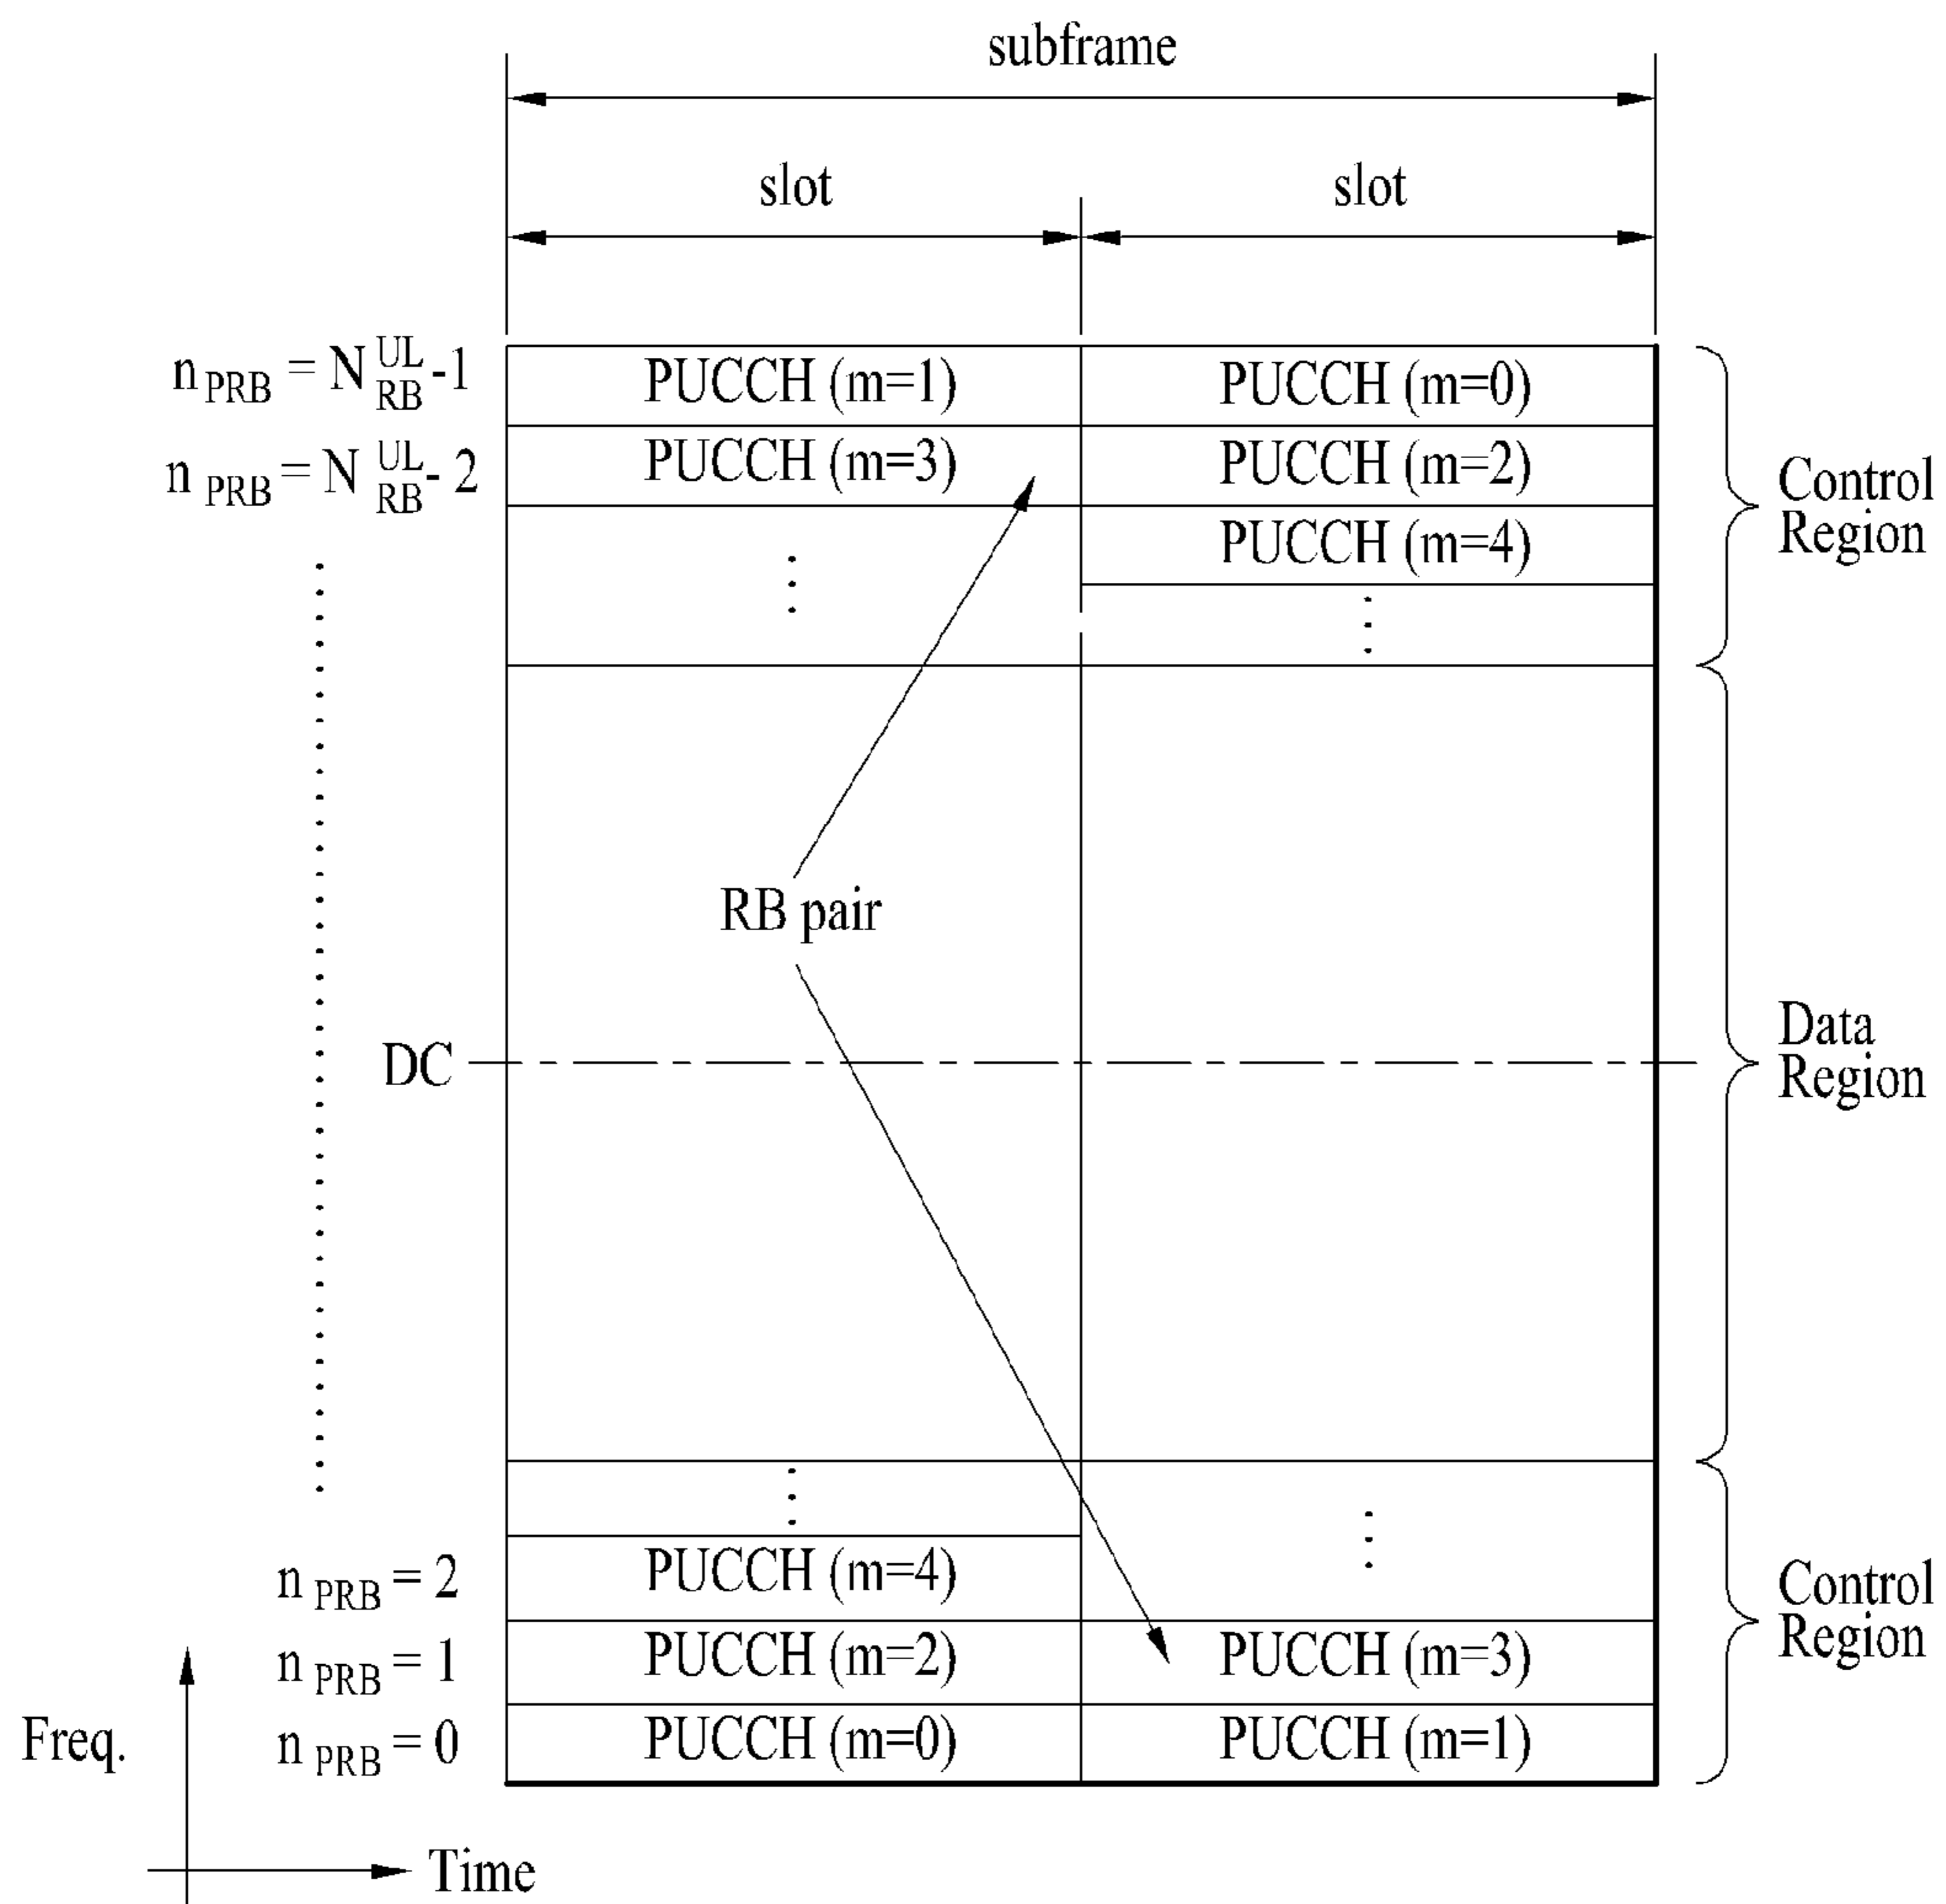 subframe
slot slot
n PRB = N UL RB -1 PUCCH (m=1) PUCCH (m=0)
n PRB = N UL RB - 2 PUCCH (m=3) PUCCH (m=2)
Control
Region
PUCCH (m=4)
RB pair
DC
Data
Region
n PRB = 2 PUCCH (m=4)
Control
Region
n PRB = 1 PUCCH (m=2) PUCCH (m=3)
n PRB = 0 PUCCH (m=0) PUCCH (m=1)
Freq.
Time